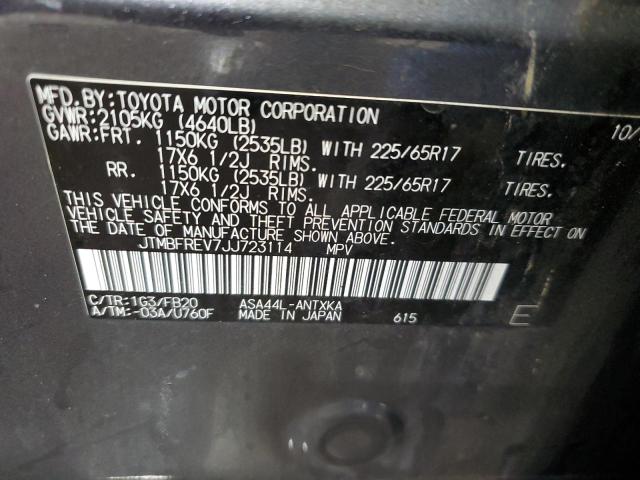 MFD.BY:TOYOTA MOTOR CORPORATION
GVWR:2105KG (4640LB) 10/
GAWR:FRT. 1150KG (2535LB) WITH 225/65R17 TIRES.
17X6 1/2J RIMS.
RR. 1150KG (2535LB) WITH 225/65R17 TIRES.
17X6 1/2J RIMS.
THIS VEHICLE CONFORMS TO ALL APPLICABLE FEDERAL MOTOR
VEHICLE SAFETY AND THEFT PREVENTION STANDARDS IN EFFECT ON
THE DATE OF MANUFACTURE SHOWN ABOVE.
JTMBFREV7JJ723114 MPV
C/TR:1G3/FB20 ASA44L-ANTXKA
A/TM:-03A/U760F MADE IN JAPAN 615 E